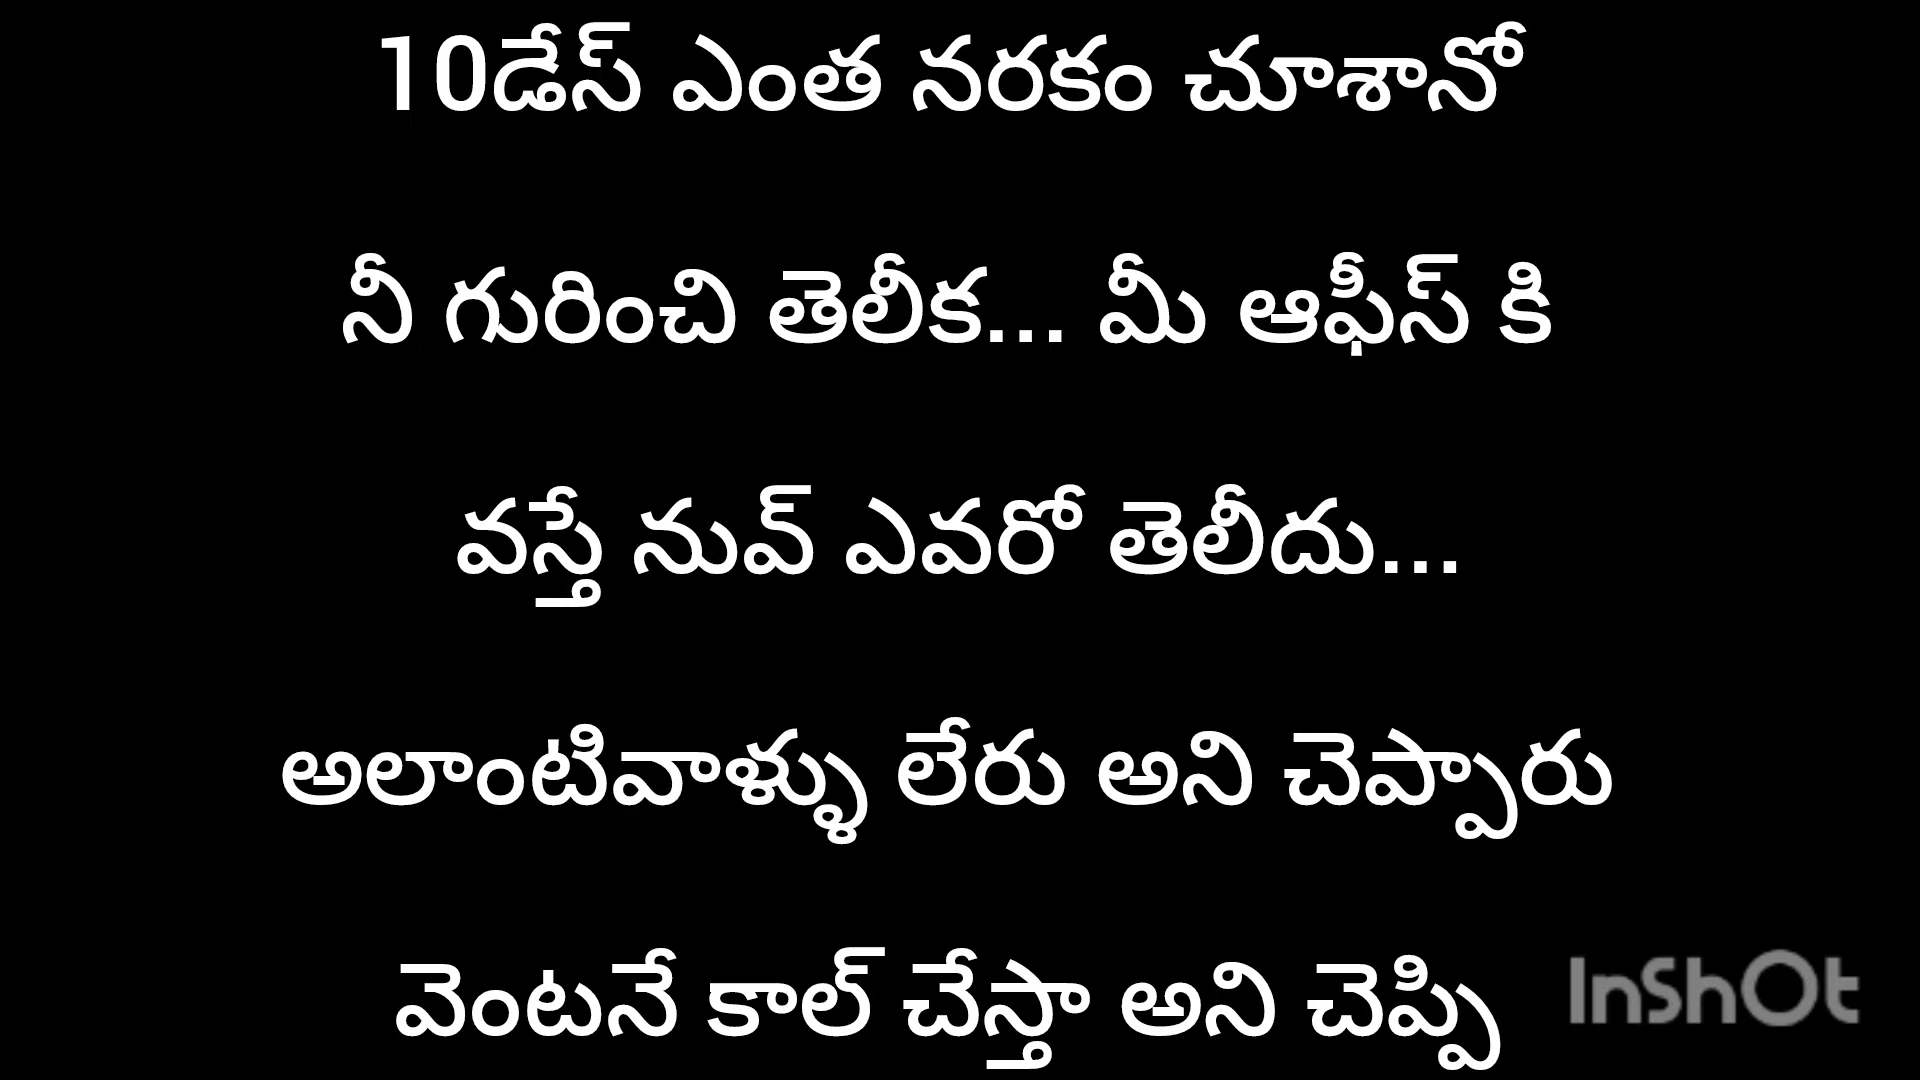 10డేస్ ఎంత నరకం చూశానో
నీ గురించి తెలీక... మీ ఆఫీస్ కి
వస్తే నువ్ ఎవరో తెలీదు...
అలాంటివాళ్ళు లేరు అని చెప్పారు
వెంటనే కాల్ చేస్తా అని చెప్పి
InShOt